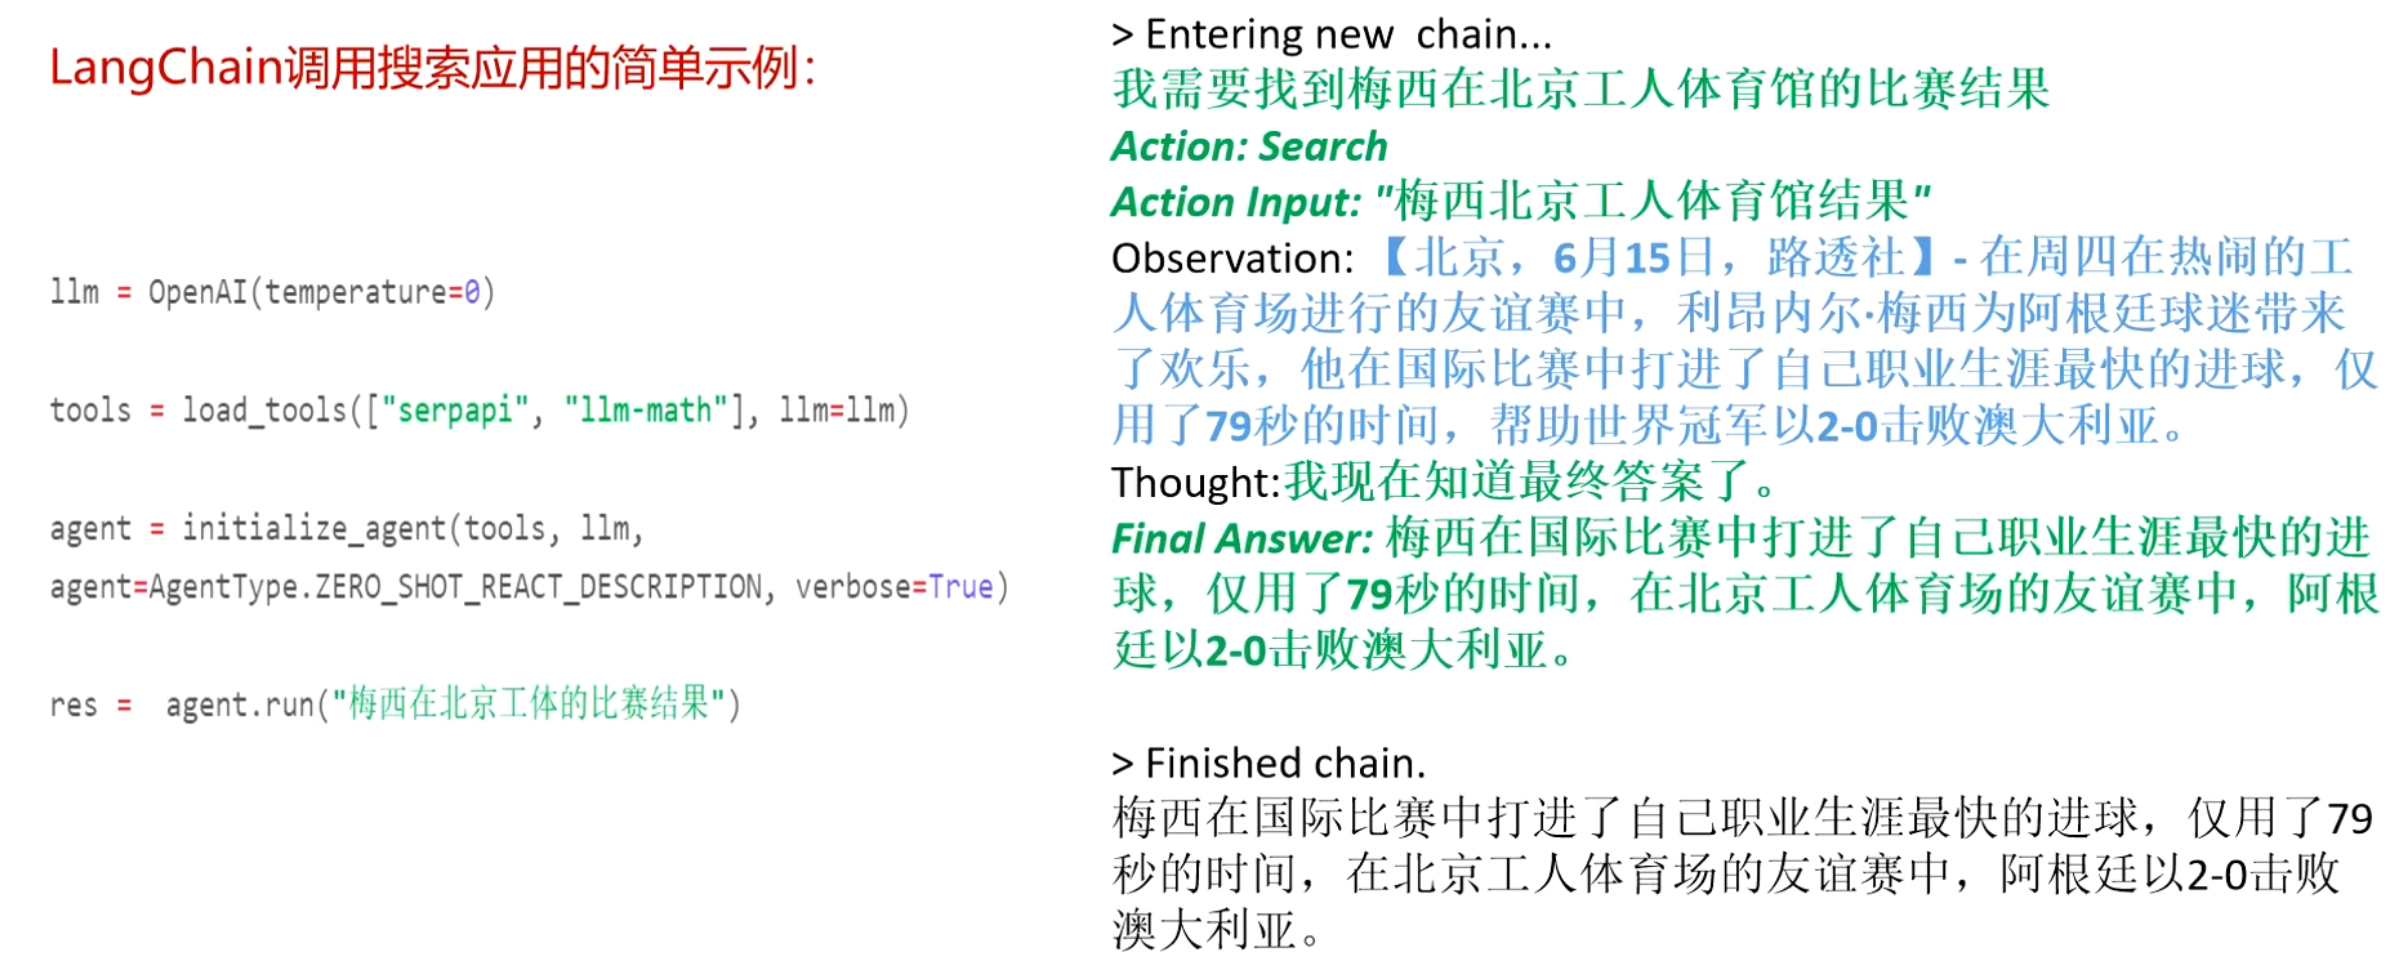 LangChain调用搜索应用的简单示例：
llm = OpenAI(temperature=0)
tools = load_tools(["serpapi", "llm-math"], llm=llm)
agent = initialize_agent(tools, llm,
agent=AgentType.ZERO_SHOT_REACT_DESCRIPTION, verbose=True)
res =  agent.run("梅西在北京工体的比赛结果")
> Entering new  chain...
我需要找到梅西在北京工人体育馆的比赛结果
Action: Search
Action Input: "梅西北京工人体育馆结果"
Observation: 【北京，6月15日，路透社】- 在周四在热闹的工
人体育场进行的友谊赛中，利昂内尔·梅西为阿根廷球迷带来
了欢乐，他在国际比赛中打进了自己职业生涯最快的进球，仅
用了79秒的时间，帮助世界冠军以2-0击败澳大利亚。
Thought:我现在知道最终答案了。
Final Answer: 梅西在国际比赛中打进了自己职业生涯最快的进
球，仅用了79秒的时间，在北京工人体育场的友谊赛中，阿根
廷以2-0击败澳大利亚。
> Finished chain.
梅西在国际比赛中打进了自己职业生涯最快的进球，仅用了79
秒的时间，在北京工人体育场的友谊赛中，阿根廷以2-0击败
澳大利亚。